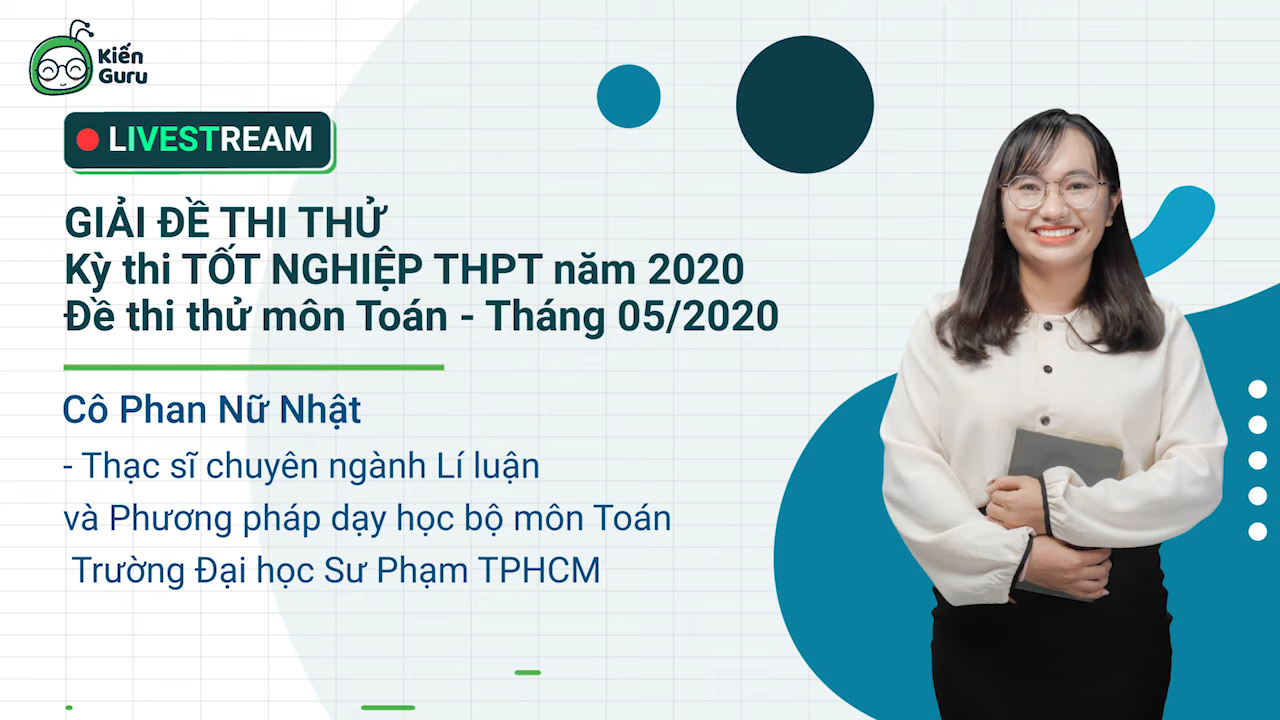 Kiến
Guru
LIVESTREAM
GIẢI ĐỀ THI THỬ
Kỳ thi TỐT NGHIỆP THPT năm 2020
Đề thi thử môn Toán - Tháng 05/2020
Cô Phan Nữ Nhật
- Thạc sĩ chuyên ngành Lí luận
và Phương pháp dạy học bộ môn Toán
Trường Đại học Sư Phạm TPHCM